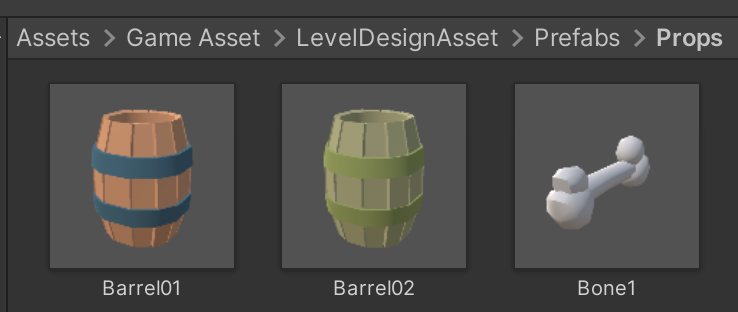 Assets > Game Asset > LevelDesignAsset > Prefabs > Props
Barrel01 Barrel02 Bone1